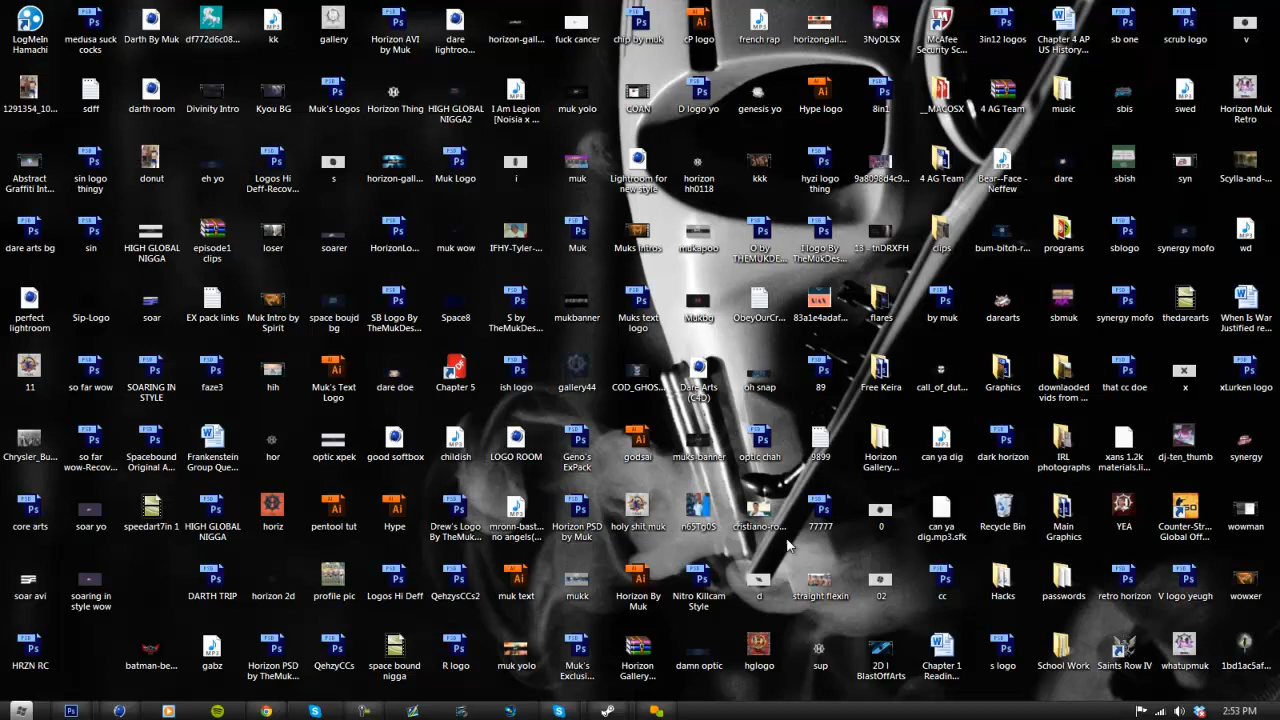 LogMeIn Hamachi
medusa suck cocks
Darth By Muk
df772d6c08...
kk
gallery
Horizon AVI by Muk
dare lightroo...
horizon-gall...
fuck cancer
chip by muk
cP logo
french rap
horizongall...
3NyDLSX
McAfee Security Sc...
Chapter 4 AP US History...
sb one
scrub logo
v
3in12 logos
1291354_10...
sdff
darth room
Divinity Intro
Kyou BG
Muk's Logos
Horizon Thing
HIGH GLOBAL NIGGA2
I Am Legion [Noisia x ...
muk yolo
COAN
D logo yo
genesis yo
Hype logo
8in1
__MACOSX
4 AG Team
music
sbis
swed
Horizon Muk Retro
Abstract Graffiti Int...
sin logo thingy
donut
eh yo
Logos Hi Deff-Recov...
s
horizon-gall...
Muk Logo
i
muk
Lightroom for new style
horizon hh0118
kkk
hyzi logo thing
9a8098d4c9...
4 AG Team
Bear--Face - Neffew
dare
sbish
syn
Scylla-and-...
dare arts bg
sin
HIGH GLOBAL NIGGA
episode1 clips
loser
soarer
HorizonLo...
muk wow
IFHY-Tyler-...
Muk
Muks intros
mukapoo
O by THEMUKDE...
I logo By TheMukDes...
13 - tnDRXFH
clips
bum-bitch-r...
programs
sblogo
synergy mofo
wd
perfect lightroom
Sip-Logo
soar
EX pack links
Muk Intro by Spirit
space boujd bg
SB Logo By TheMukDes...
Space8
S by TheMukDes...
mukbanner
Muks text logo
MukBg
ObeyOurCr...
83a1e4adaf...
flares
by muk
darearts
sbmuk
synergy mofo
thedarearts
When Is War Justified re...
11
so far wow
SOARING IN STYLE
faze3
hih
Muk's Text Logo
dare doe
Chapter 5
ish logo
gallery44
COD_GHOS...
Dare Arts (C4D)
oh snap
89
Free Keira
call_of_dut...
Graphics
downlaoded vids from ...
that cc doe
x
xLurken logo
Chrysler_Bu...
so far wow-Recov...
Spacebound Original A...
Frankenstein Group Que...
hor
optic xpek
good softbox
childish
LOGO ROOM
Geno's ExPack
godsai
muks-banner
optic chah
9899
Horizon Gallery...
can ya dig
dark horizon
IRL photographs
xans 1.2k materials.li...
dj-ten_thumb
synergy
core arts
soar yo
speedart7in 1
HIGH GLOBAL NIGGA
horiz
pentool tut
Hype
Drew's Logo By TheMuk...
mronn-bast... no angels(...
Horizon PSD by Muk
holy shit muk
n65Tg0S
cristiano-ro...
77777
0
can ya dig.mp3.sfk
Recycle Bin
Main Graphics
YEA
Counter-Str... Global Off...
wowman
soar avi
soaring in style wow
DARTH TRIP
horizon 2d
profile pic
Logos Hi Deff
QehzysCCs2
muk text
mukk
Horizon By Muk
Nitro Killcam Style
d
straight flexin
02
cc
Hacks
passwords
retro horizon
V logo yeugh
wowxer
HRZN RC
batman-be...
gabz
Horizon PSD by TheMuk...
QehzyCCs
space bound nigga
R logo
muk yolo
Muk's Exclusi...
Horizon Gallery...
damn optic
hglogo
sup
2D I BlastOffArts
Chapter 1 Readin...
s logo
School Work
Saints Row IV
whatupmuk
1bd1ac5af...
2:53 PM